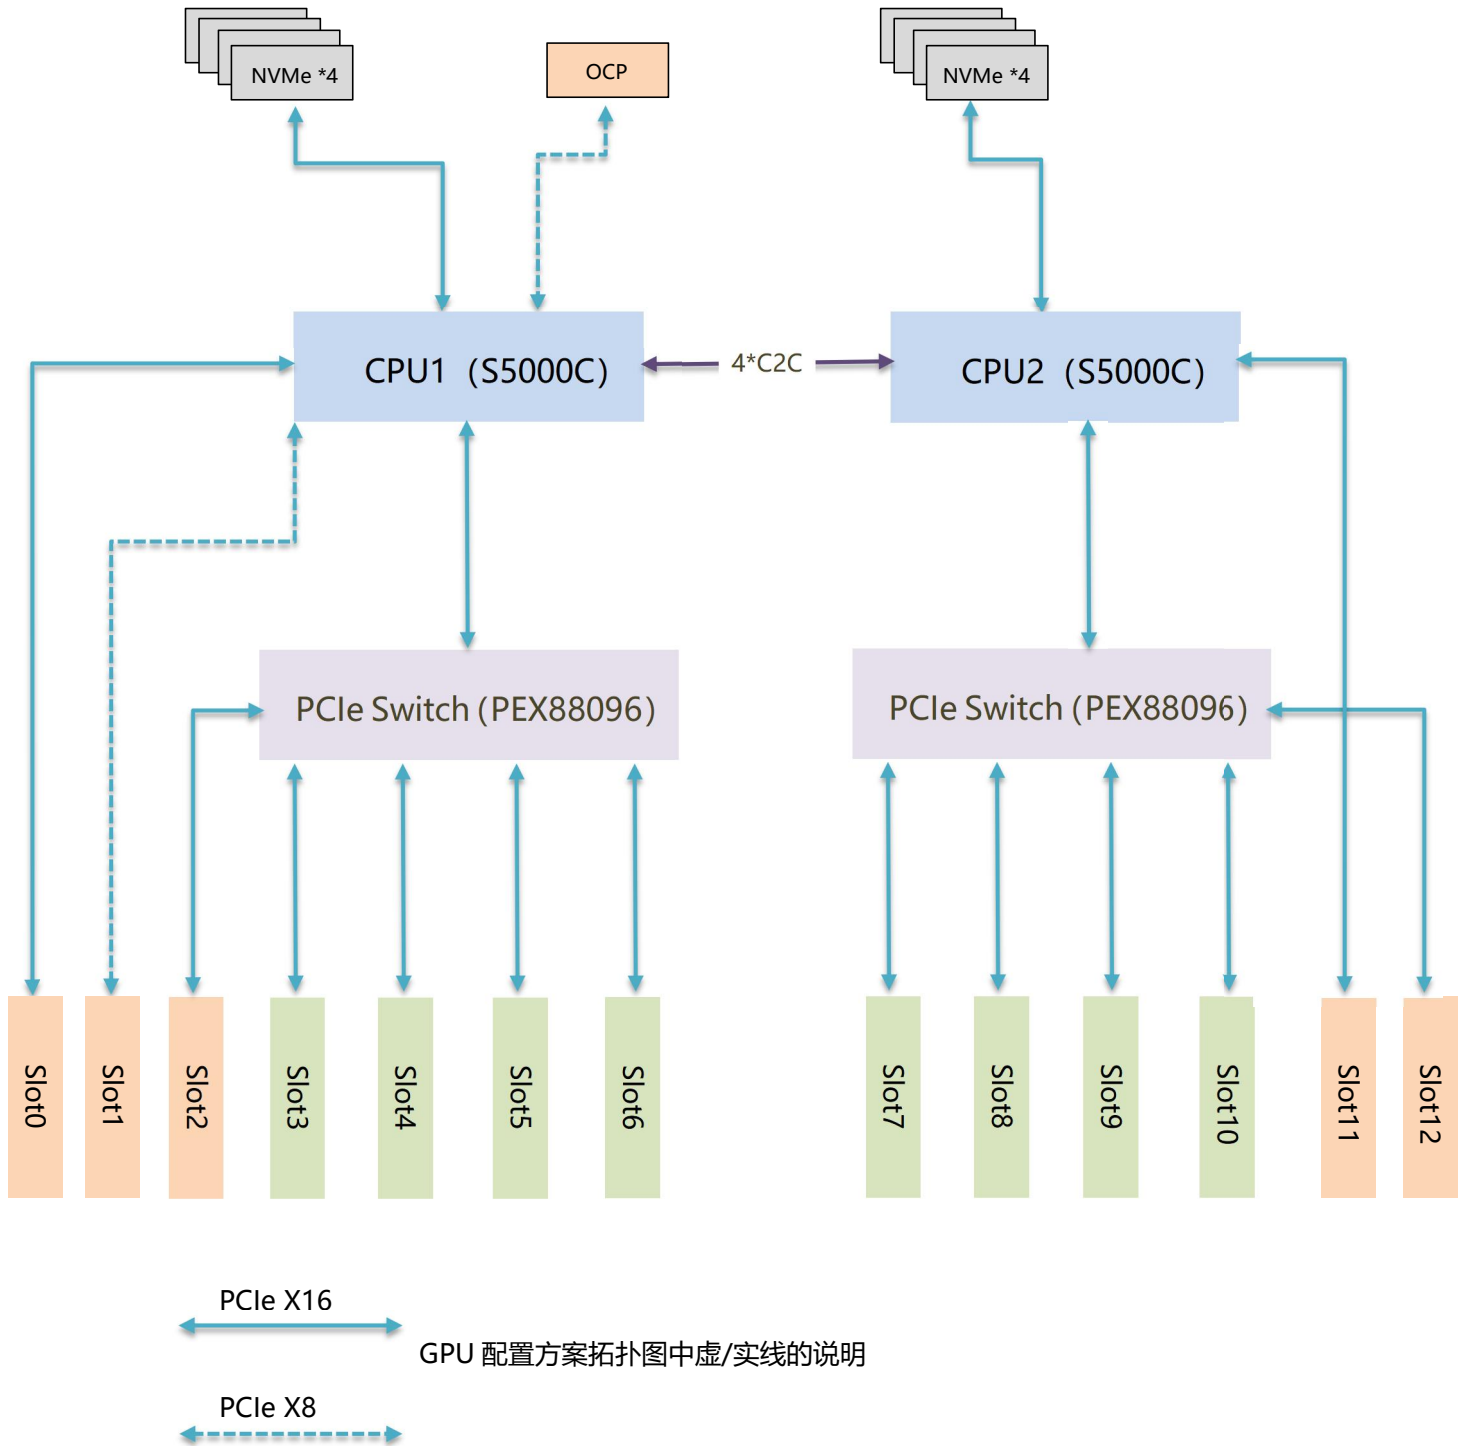 NVMe *4
OCP
NVMe *4
CPU1（S5000C）
4*C2C
CPU2（S5000C）
PCIe Switch（PEX88096）
PCIe Switch（PEX88096）
Slot0
Slot1
Slot2
Slot3
Slot4
Slot5
Slot6
Slot7
Slot8
Slot9
Slot10
Slot11
Slot12
PCIe X16
GPU 配置方案拓扑图中虚/实线的说明
PCIe X8